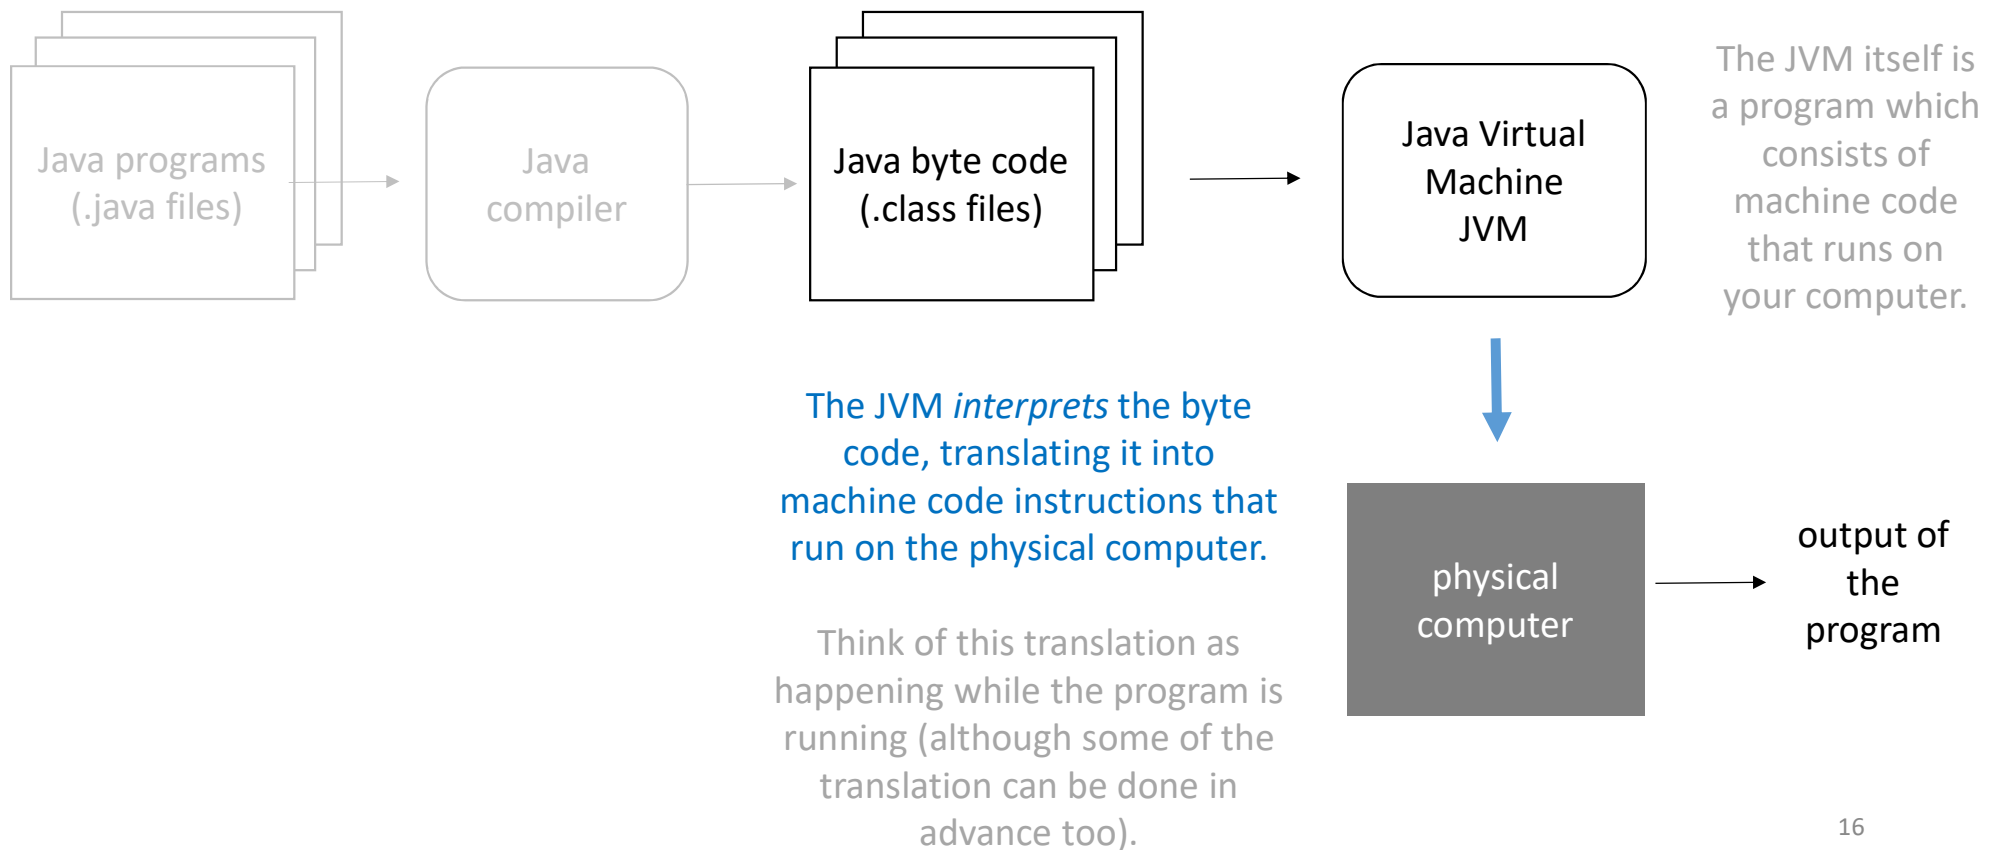 Java programs
(.java files)
Java
compiler
Java byte code
(.class files)
Java Virtual
Machine
JVM
The JVM itself is
a program which
consists of
machine code
that runs on
your computer.
The JVM interprets the byte
code, translating it into
machine code instructions that
run on the physical computer.
Think of this translation as
happening while the program is
running (although some of the
translation can be done in
advance too).
physical
computer
output of
the
program
16